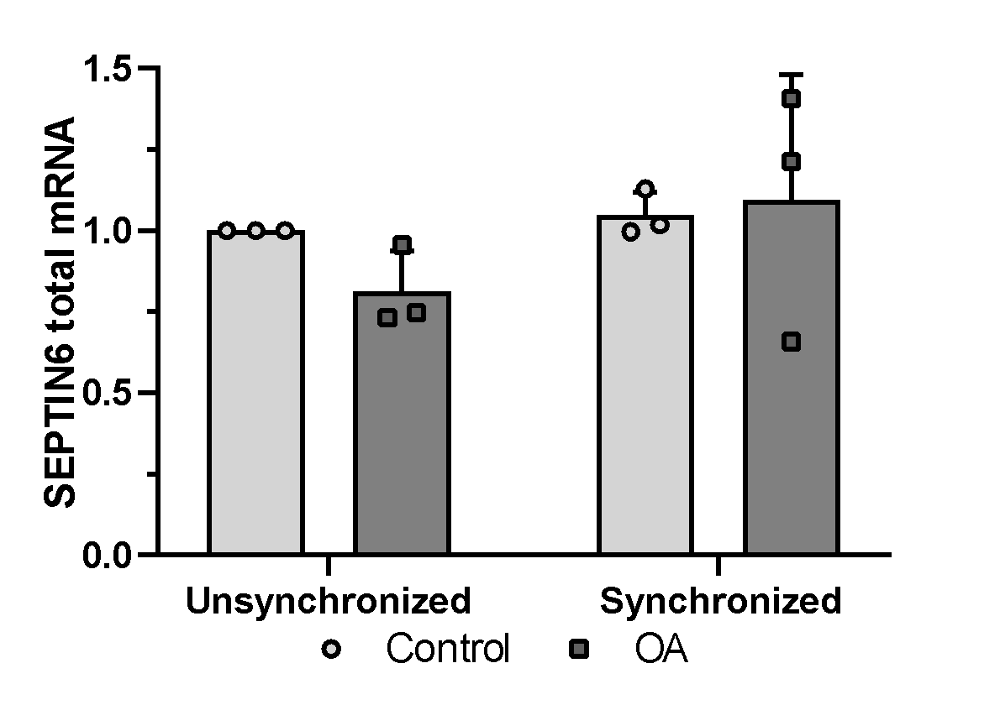 SEPTIN6 total mRNA
1.5
1.0
0.5
0.0
Unsynchronized Synchronized
Control OA